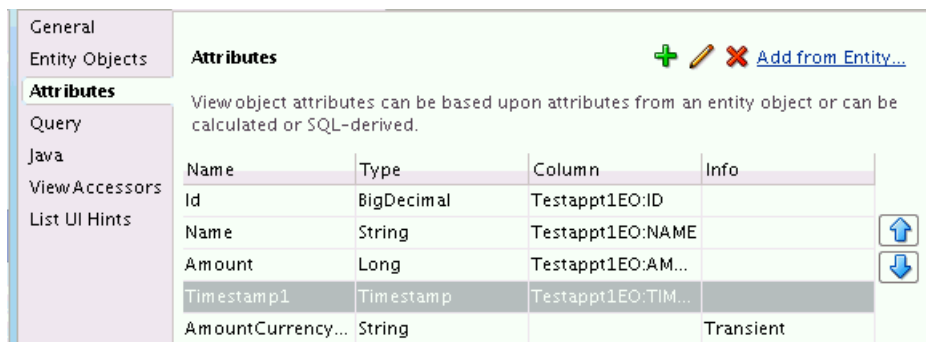 General
Entity Objects
Attributes
Query
Java
View Accessors
List UI Hints
Attributes
Add from Entity...
View object attributes can be based upon attributes from an entity object or can be
calculated or SQL-derived.
Name Type Column Info
Id BigDecimal Testappt1EO:ID
Name String Testappt1EO:NAME
Amount Long Testappt1EO:AM...
Timestamp1 Timestamp Testappt1EO:TIM...
AmountCurrency... String Transient